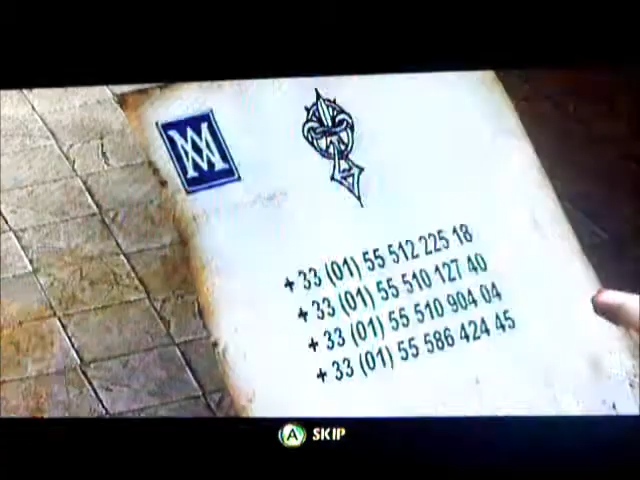 AM
+ 33 (01) 55 512 225 18
+ 33 (01) 55 510 127 40
+ 33 (01) 55 510 904 04
+ 33 (01) 55 586 424 45
A SKIP